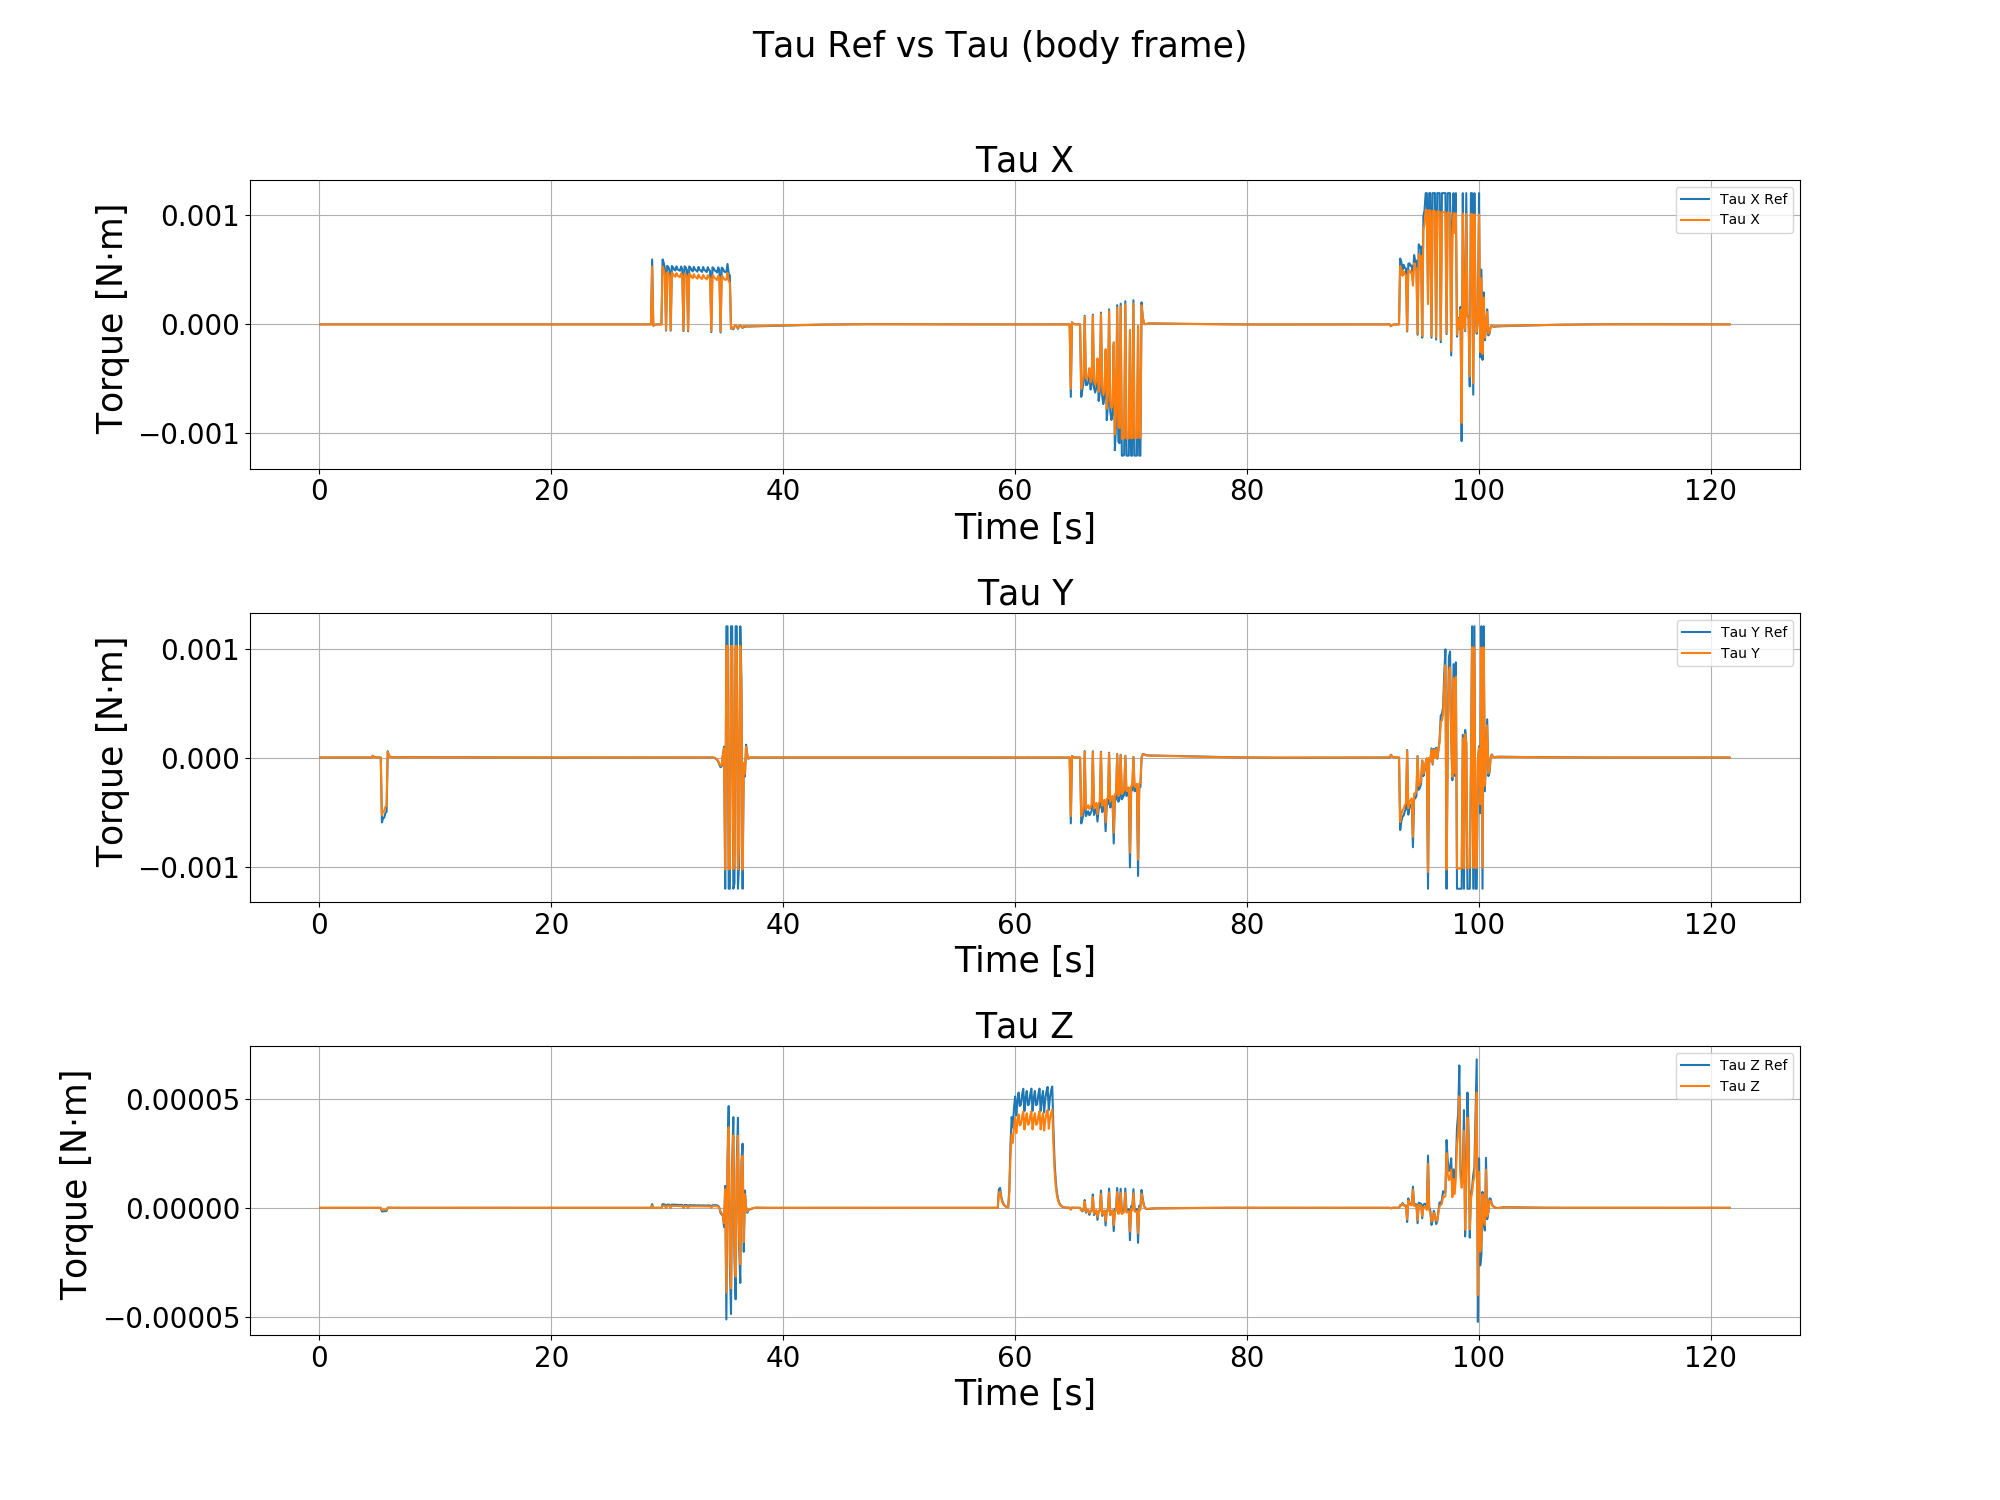 Tau Ref vs Tau (body frame)
Tau X
Torque [N·m]
0.001
0.000
−0.001
Tau X Ref
Tau X
0 20 40 60 80 100 120
Time [s]
Tau Y
Torque [N·m]
0.001
0.000
−0.001
Tau Y Ref
Tau Y
0 20 40 60 80 100 120
Time [s]
Tau Z
Torque [N·m]
0.00005
0.00000
−0.00005
Tau Z Ref
Tau Z
0 20 40 60 80 100 120
Time [s]